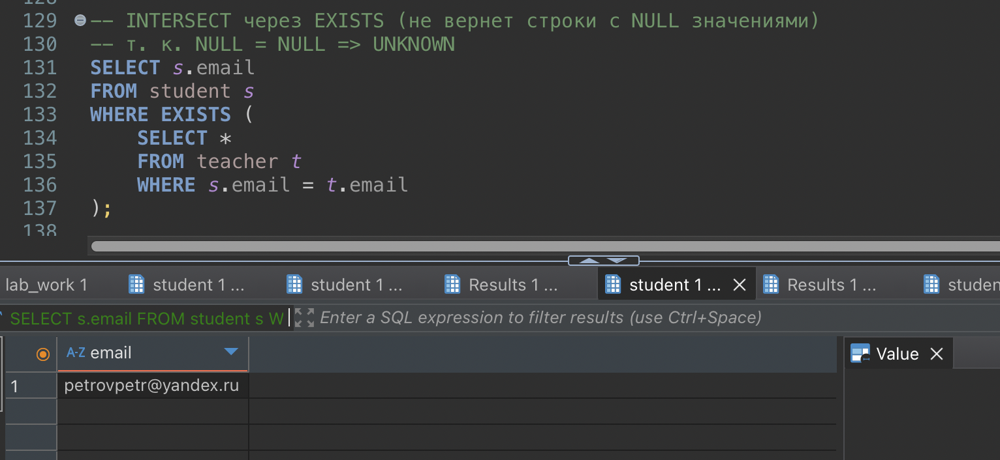 128
129 -- INTERSECT через EXISTS (не вернет строки с NULL значениями)
130 -- т. к. NULL = NULL => UNKNOWN
131 SELECT s.email
132 FROM student s
133 WHERE EXISTS (
134 SELECT *
135 FROM teacher t
136 WHERE s.email = t.email
137 );
138
lab_work 1 student 1 ... student 1 ... Results 1 ... student 1 ... Results 1 ... studen
SELECT s.email FROM student s W Enter a SQL expression to filter results (use Ctrl+Space)
A-Z email Value
1 petrovpetr@yandex.ru